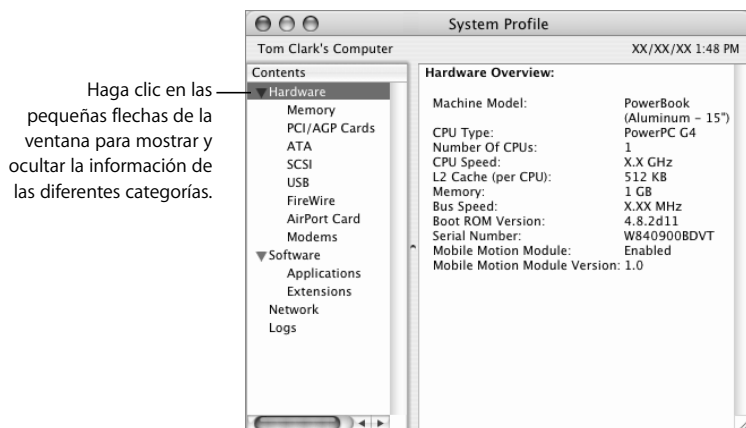 System Profile
Tom Clark's Computer XX/XX/XX 1:48 PM
Haga clic en las
pequeñas flechas de la
ventana para mostrar y
ocultar la información de
las diferentes categorías.
Contents
Hardware
Memory
PCI/AGP Cards
ATA
SCSI
USB
FireWire
AirPort Card
Modems
Software
Applications
Extensions
Network
Logs
Hardware Overview:
Machine Model: PowerBook
(Aluminum – 15")
CPU Type: PowerPC G4
Number Of CPUs: 1
CPU Speed: X.X GHz
L2 Cache (per CPU): 512 KB
Memory: 1 GB
Bus Speed: X.XX MHz
Boot ROM Version: 4.8.2d11
Serial Number: W840900BDVT
Mobile Motion Module: Enabled
Mobile Motion Module Version: 1.0